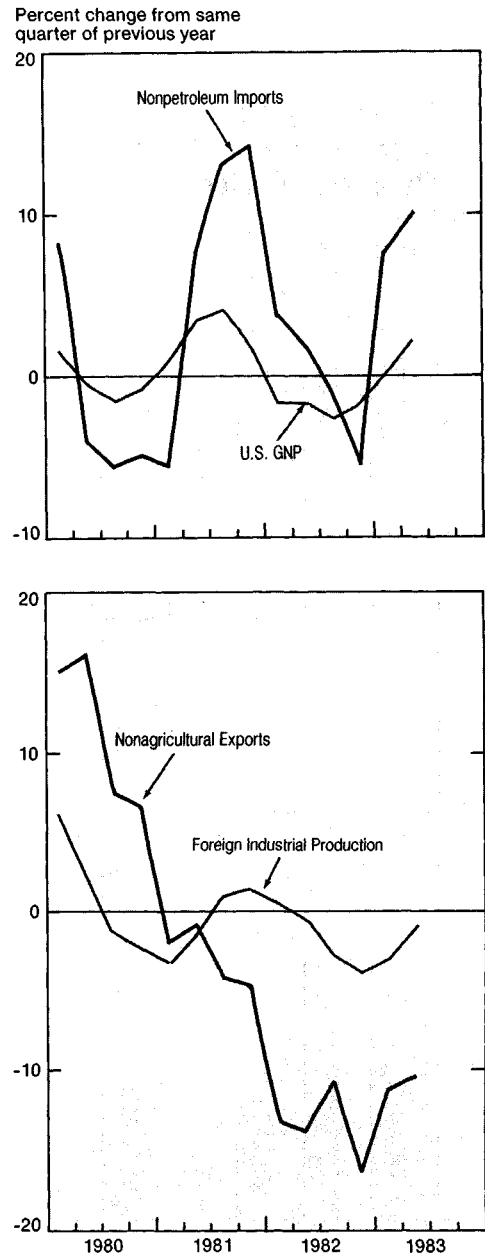 Percent change from same
quarter of previous year
20
Nonpetroleum Imports
10
0
U.S. GNP
-10
20
Nonagricultural Exports
10
Foreign Industrial Production
0
-10
-20
1980 1981 1982 1983